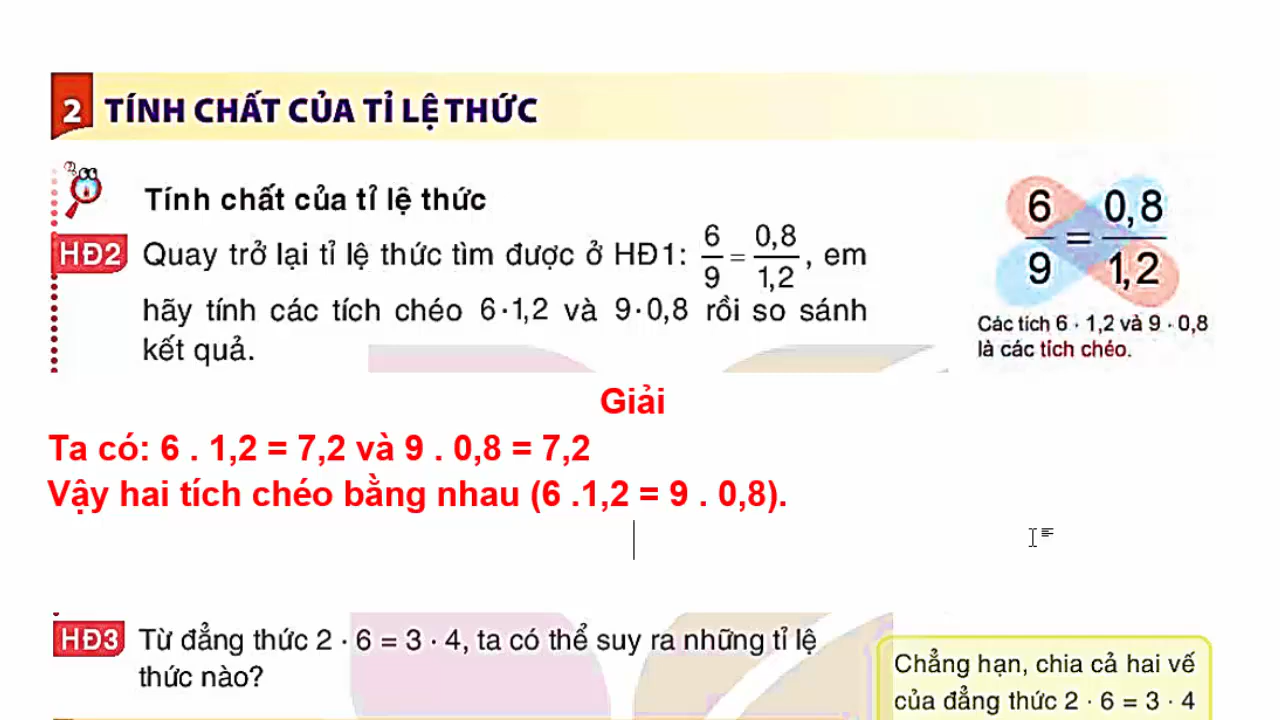 2 TÍNH CHẤT CỦA TỈ LỆ THỨC
Tính chất của tỉ lệ thức
HĐ2 Quay trở lại tỉ lệ thức tìm được ở HĐ1: 6/9 = 0,8/1,2, em
hãy tính các tích chéo 6·1,2 và 9·0,8 rồi so sánh
kết quả.
6/9 = 0,8/1,2
Các tích 6 · 1,2 và 9 · 0,8
là các tích chéo.
Giải
Ta có: 6 . 1,2 = 7,2 và 9 . 0,8 = 7,2
Vậy hai tích chéo bằng nhau (6 .1,2 = 9 . 0,8).
HĐ3 Từ đẳng thức 2 · 6 = 3 · 4, ta có thể suy ra những tỉ lệ
thức nào?
Chẳng hạn, chia cả hai vế
của đẳng thức 2 · 6 = 3 · 4